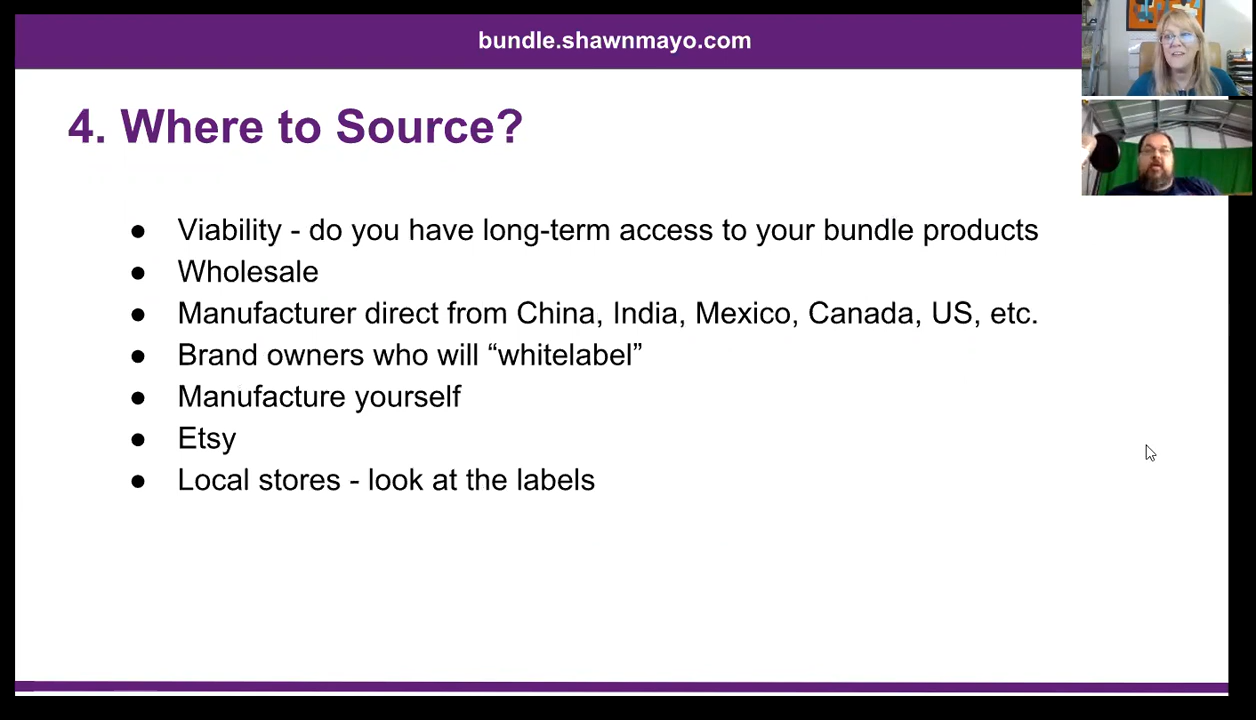 bundle.shawnmayo.com
4. Where to Source?
● Viability - do you have long-term access to your bundle products
● Wholesale
● Manufacturer direct from China, India, Mexico, Canada, US, etc.
● Brand owners who will “whitelabel”
● Manufacture yourself
● Etsy
● Local stores - look at the labels